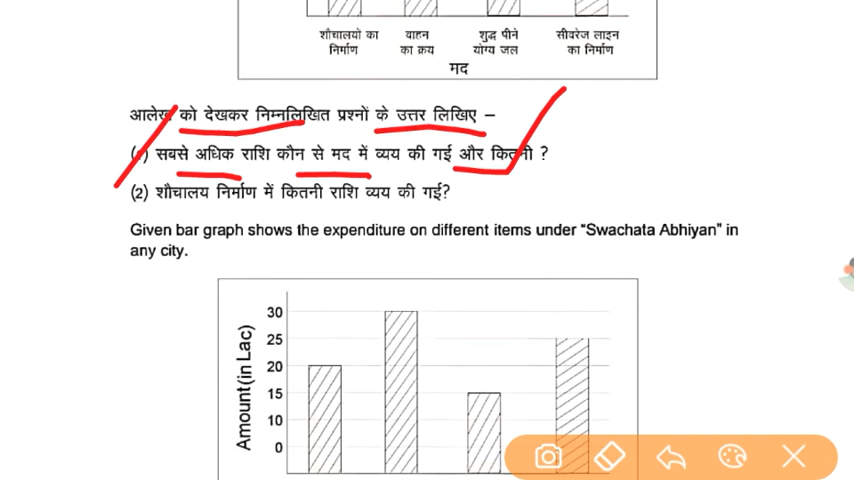 शौचालयो का
निर्माण
वाहन
का क्रय
शुद्ध पीने
योग्य जल
सीवरेज लाइन
का निर्माण
मद
आलेख को देखकर निम्नलिखित प्रश्नों के उत्तर लिखिए –
(1) सबसे अधिक राशि कौन से मद में व्यय की गई और कितनी ?
(2) शौचालय निर्माण में कितनी राशि व्यय की गई?
Given bar graph shows the expenditure on different items under “Swachata Abhiyan” in
any city.
Amount(in Lac)
30
25
20
15
10
0